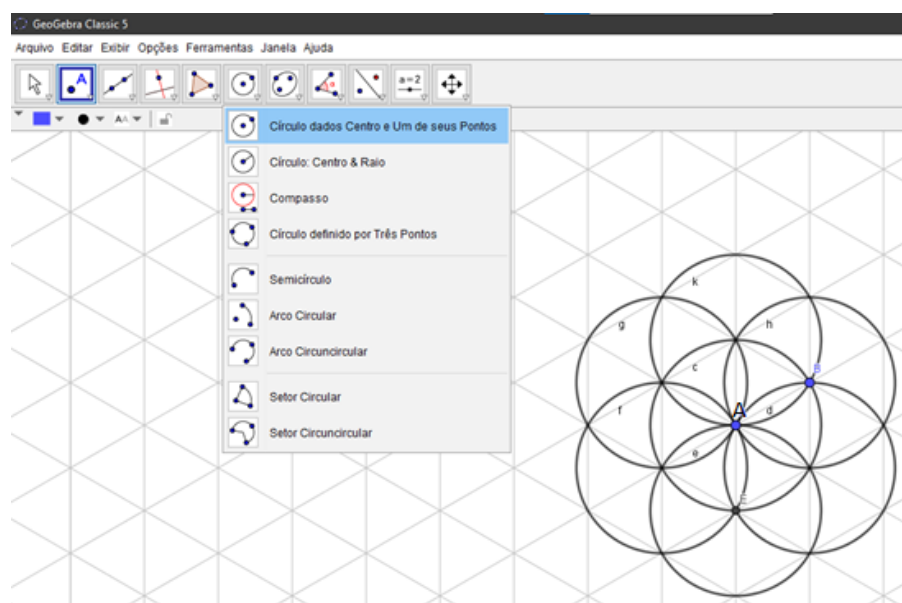 GeoGebra Classic 5
Arquivo Editar Exibir Opções Ferramentas Janela Ajuda
A
a=2
AA
Círculo dados Centro e Um de seus Pontos
Círculo: Centro & Raio
Compasso
Círculo definido por Três Pontos
Semicírculo
Arco Circular
Arco Circuncircular
Setor Circular
Setor Circuncircular
k
g
h
c
B
f
A
d
e
E